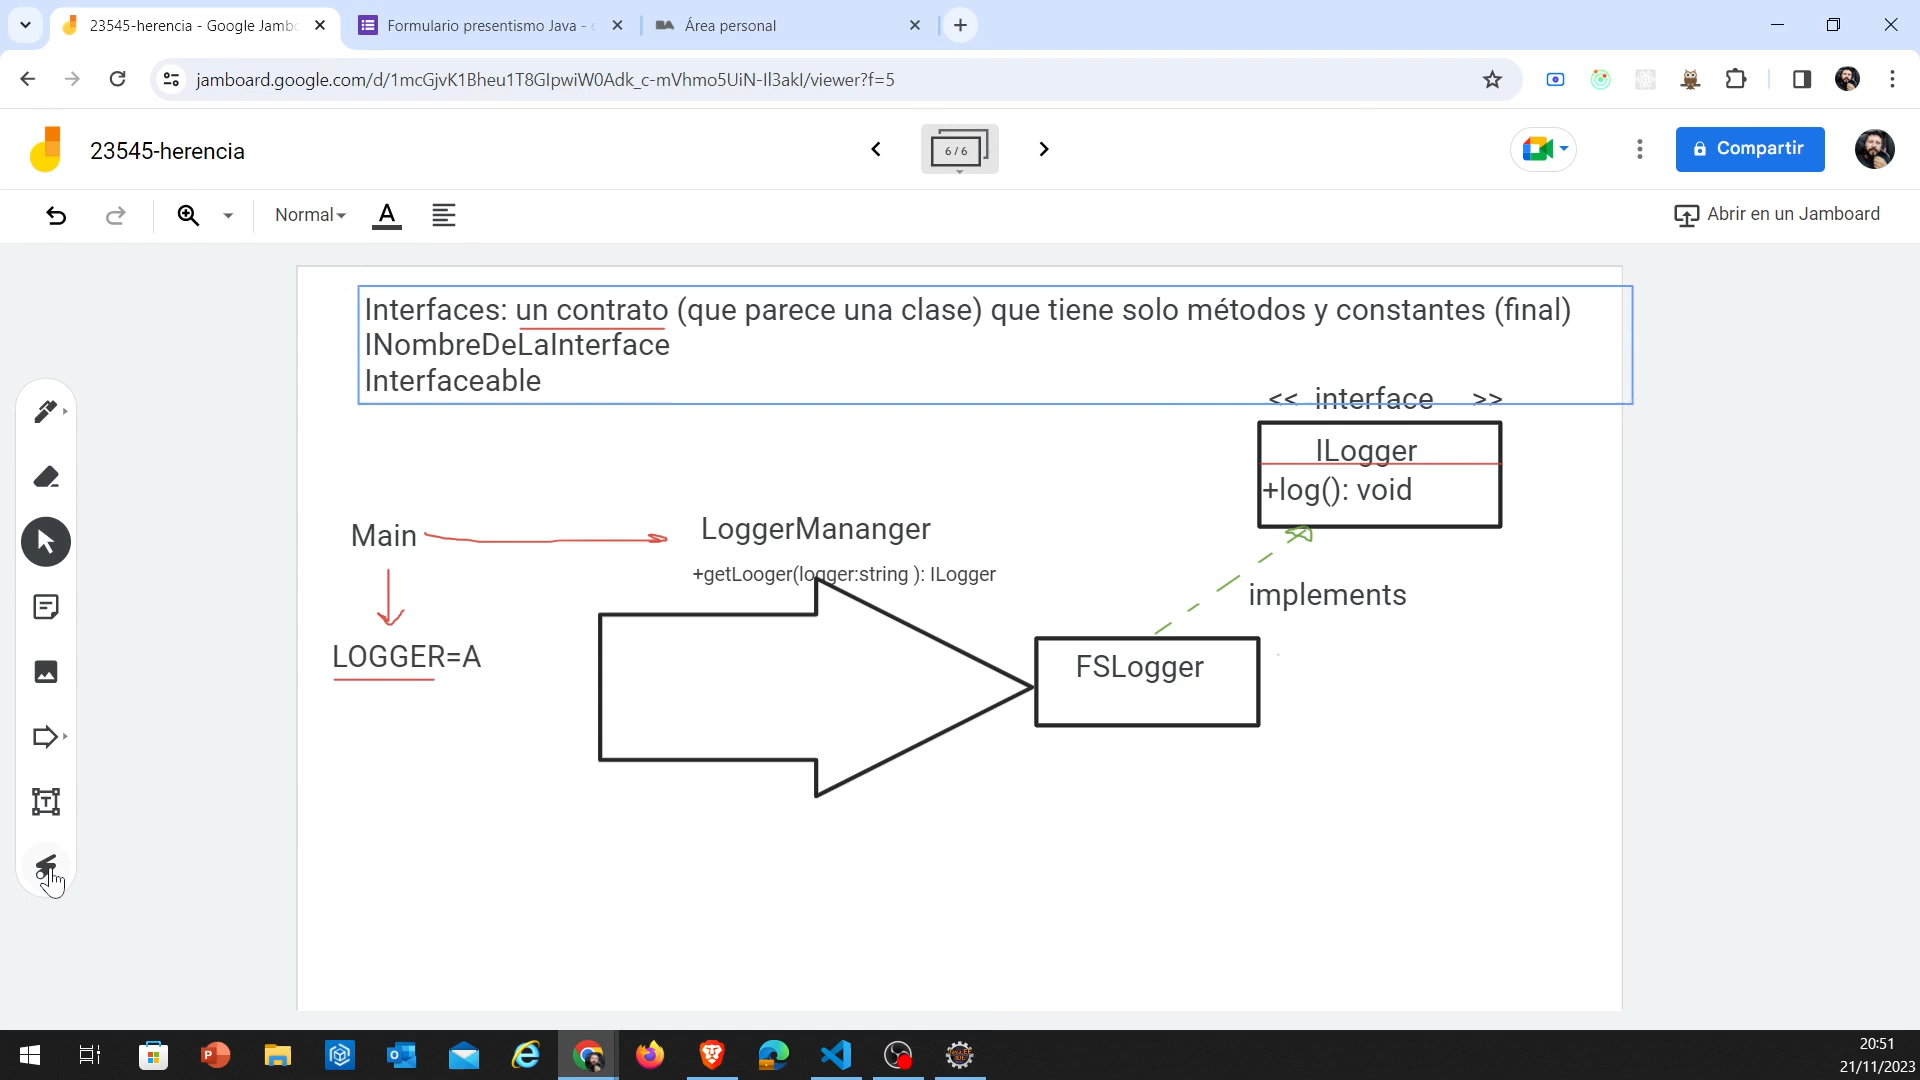 23545-herencia - Google Jambo
Formulario presentismo Java -
Área personal
jamboard.google.com/d/1mcGjvK1Bheu1T8GIpwiW0Adk_c-mVhmo5UiN-Il3akI/viewer?f=5
23545-herencia
6 / 6
Compartir
Normal
Abrir en un Jamboard
Interfaces: un contrato (que parece una clase) que tiene solo métodos y constantes (final)
INombreDeLaInterface
Interfaceable
<< interface >>
ILogger
+log(): void
Main
LoggerMananger
+getLooger(logger:string ): ILogger
implements
LOGGER=A
FSLogger
20:51
21/11/2023